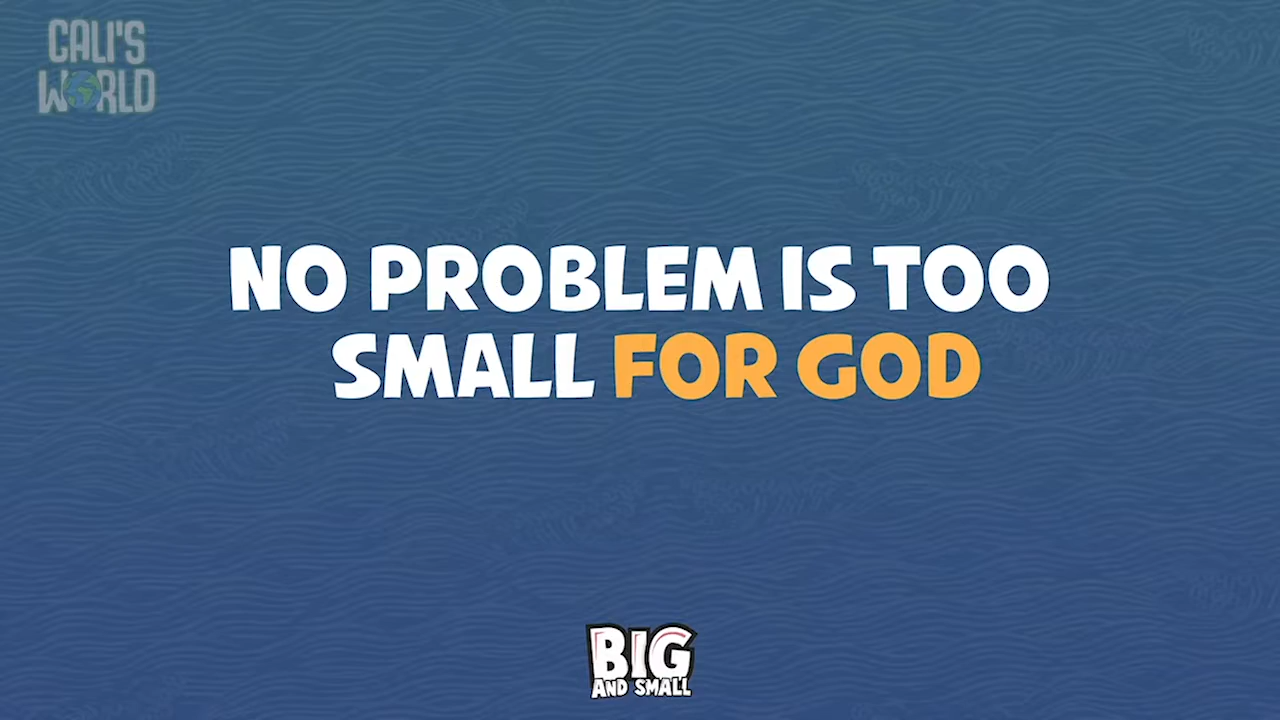 CALI'S
WORLD
NO PROBLEM IS TOO
SMALL FOR GOD
BIG
AND SMALL